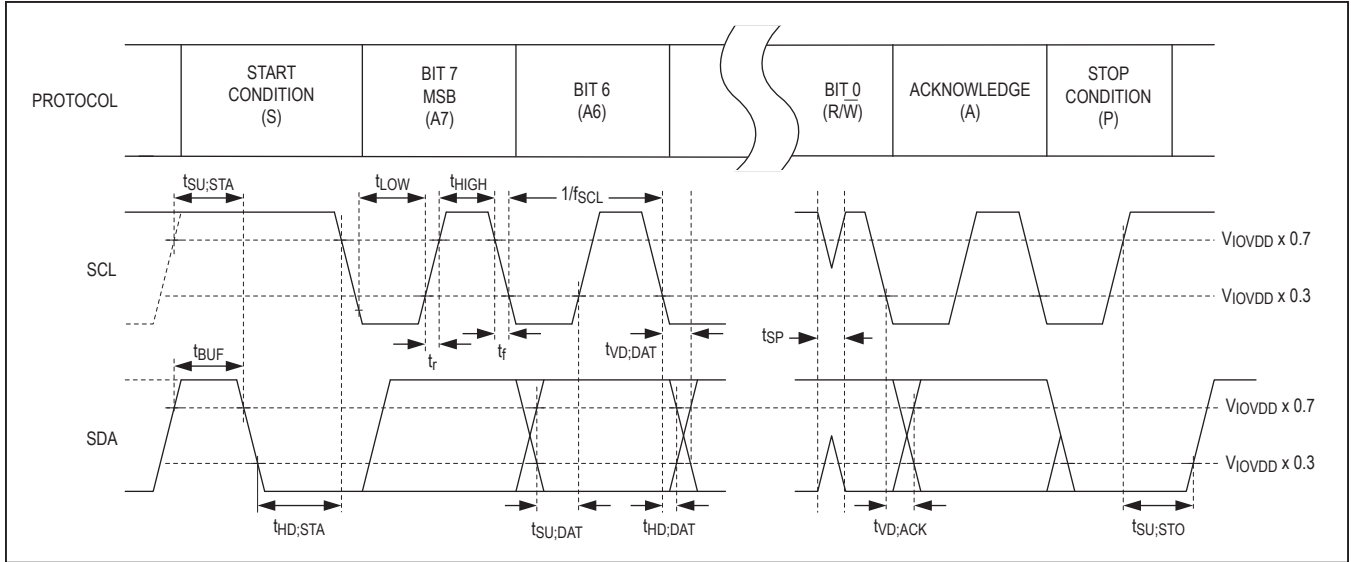 PROTOCOL
START
CONDITION
(S)
BIT 7
MSB
(A7)
BIT 6
(A6)
BIT 0
(R/W̅)
ACKNOWLEDGE
(A)
STOP
CONDITION
(P)
tSU;STA
tLOW
tHIGH
1/fSCL
VIOVDD x 0.7
SCL
VIOVDD x 0.3
tr
tf
tVD;DAT
tSP
tBUF
VIOVDD x 0.7
SDA
VIOVDD x 0.3
tHD;STA
tSU;DAT
tHD;DAT
tVD;ACK
tSU;STO